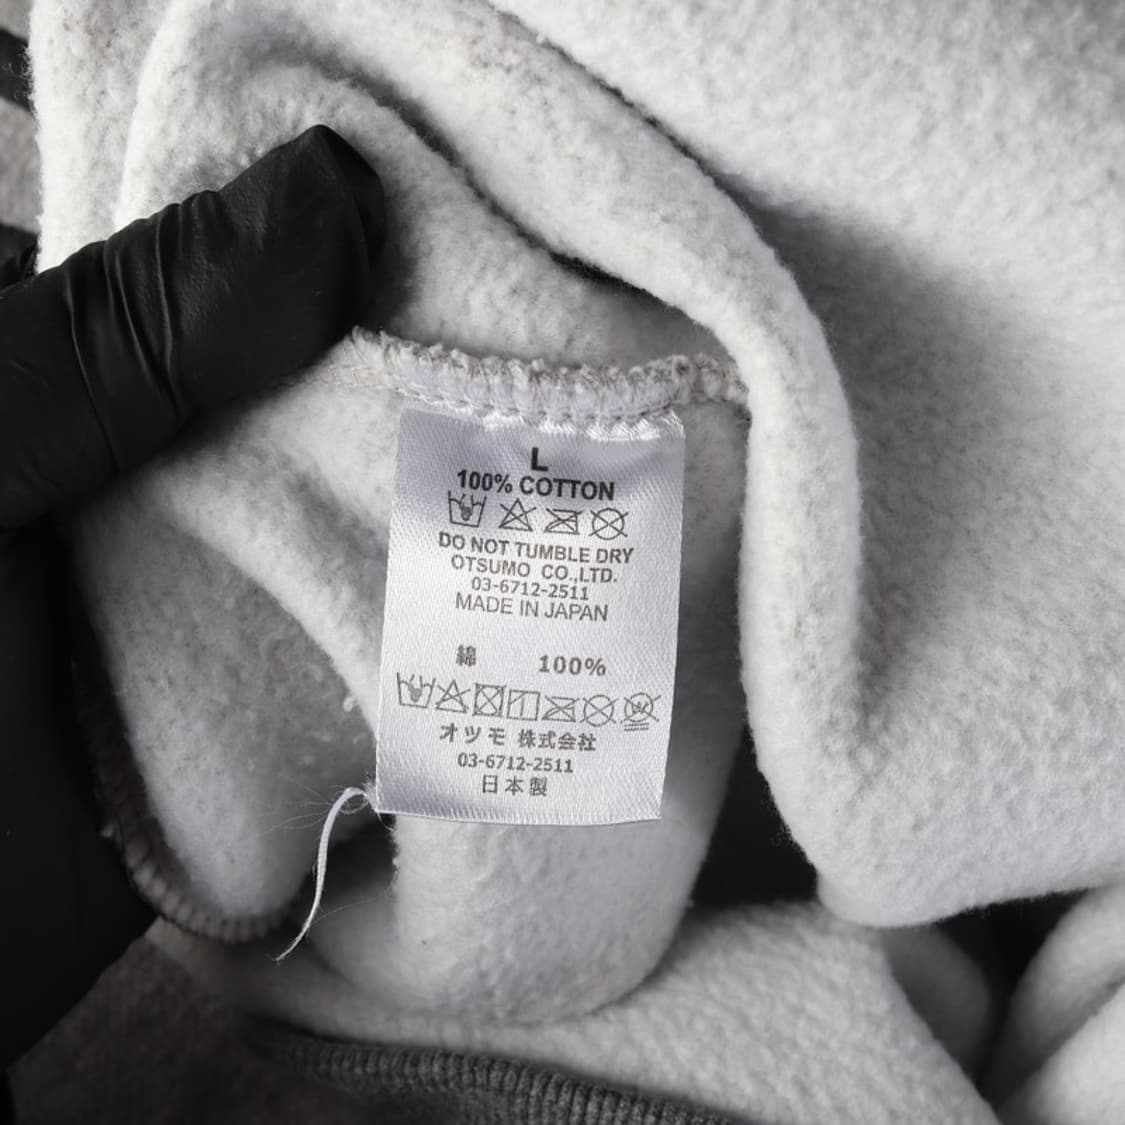 L
100% COTTON
DO NOT TUMBLE DRY
OTSUMO CO.,LTD.
03-6712-2511
MADE IN JAPAN
綿 100%
オツモ 株式会社
03-6712-2511
日本製